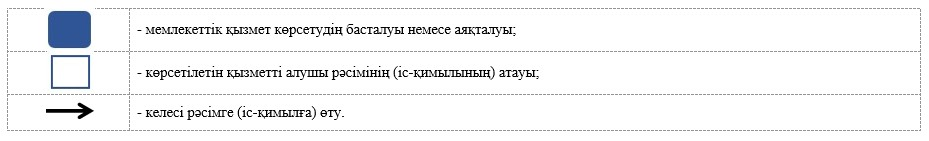 - мемлекеттік қызмет көрсетудің басталуы немесе аяқталуы;
- көрсетілетін қызметті алушы рәсімінің (іс-қимылының) атауы;
- келесі рәсімге (іс-қимылға) өту.